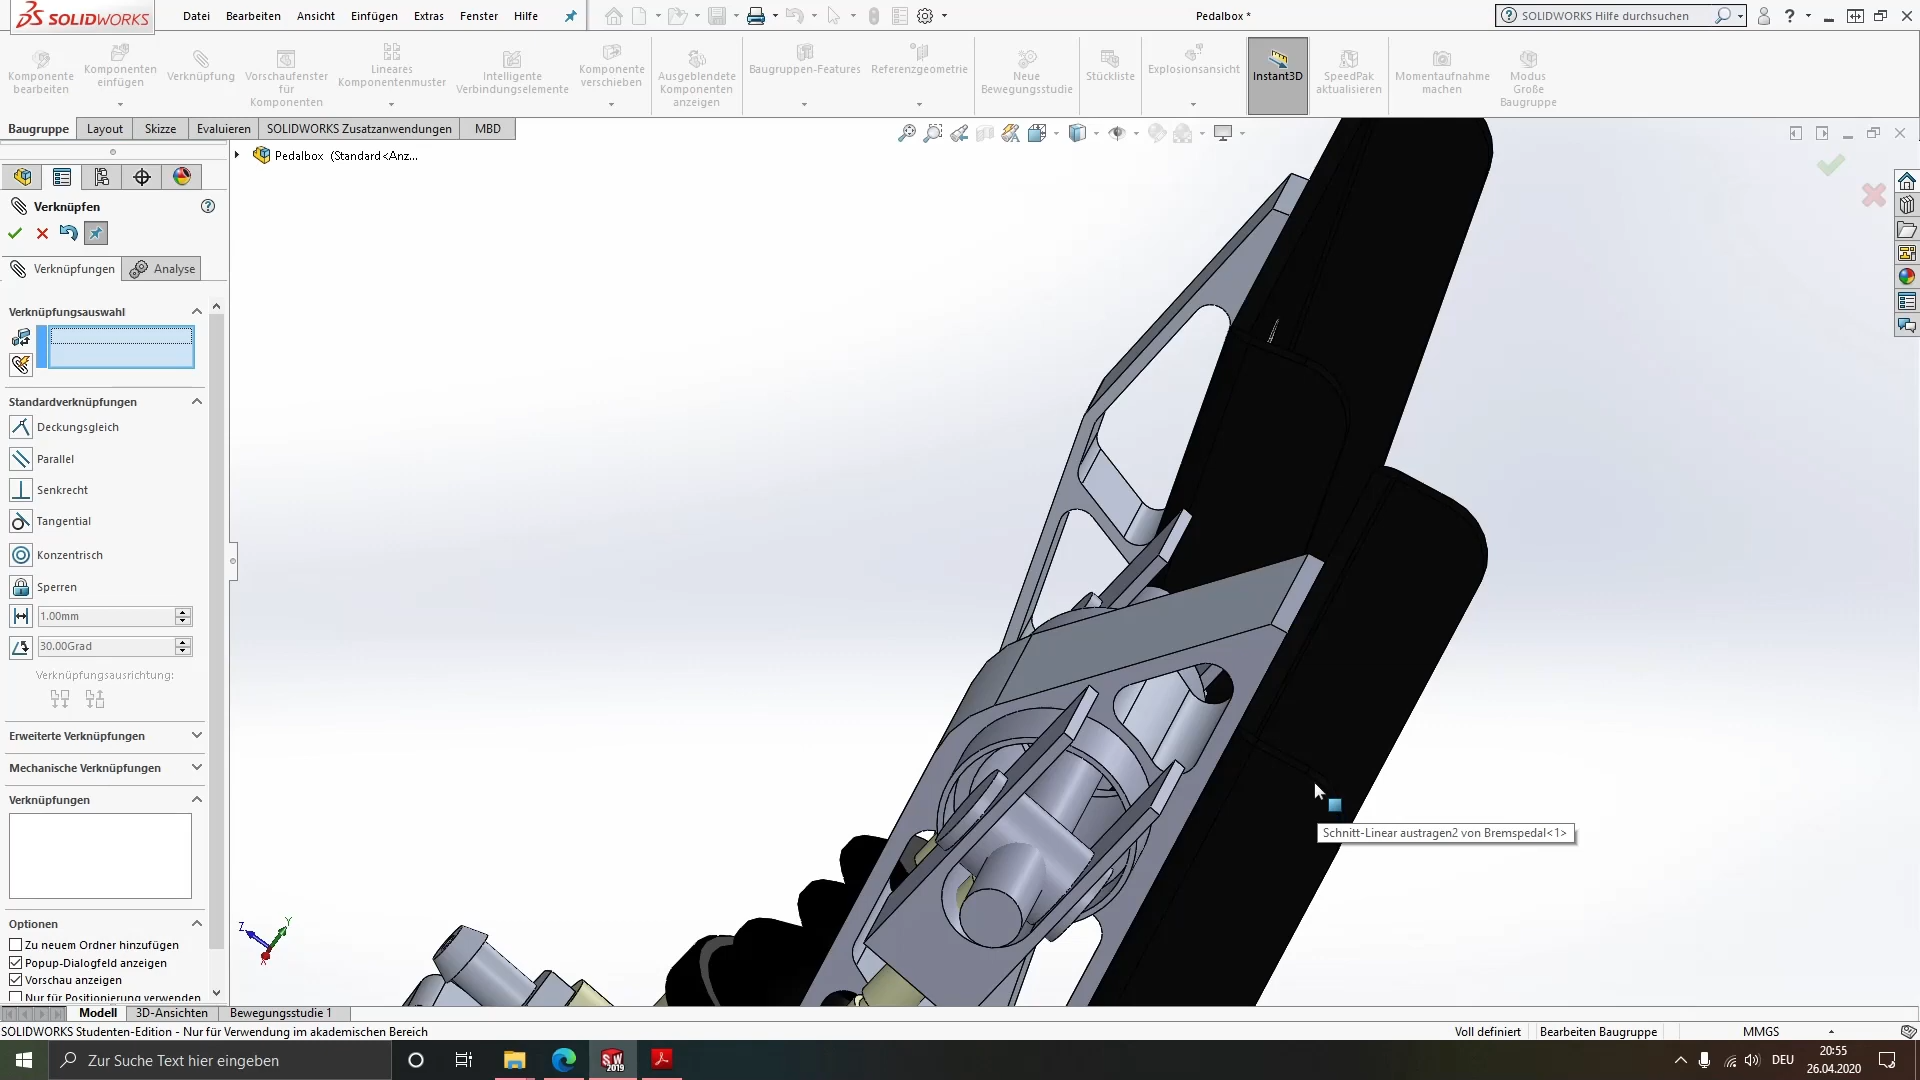 SOLIDWORKS
Datei
Bearbeiten
Ansicht
Einfügen
Extras
Fenster
Hilfe
Pedalbox *
SOLIDWORKS Hilfe durchsuchen
Komponente bearbeiten
Komponenten einfügen
Verknüpfung
Vorschaufenster für Komponenten
Lineares Komponentenmuster
Intelligente Verbindungselemente
Komponente verschieben
Ausgeblendete Komponenten anzeigen
Baugruppen-Features
Referenzgeometrie
Neue Bewegungsstudie
Stückliste
Explosionsansicht
Instant3D
SpeedPak aktualisieren
Momentaufnahme machen
Modus Große Baugruppe
Baugruppe
Layout
Skizze
Evaluieren
SOLIDWORKS Zusatzanwendungen
MBD
Pedalbox (Standard<Anz...
Verknüpfen
Verknüpfungen
Analyse
Verknüpfungsauswahl
Standardverknüpfungen
Deckungsgleich
Parallel
Senkrecht
Tangential
Konzentrisch
Sperren
1.00mm
30.00Grad
Verknüpfungsausrichtung:
Erweiterte Verknüpfungen
Mechanische Verknüpfungen
Verknüpfungen
Optionen
Zu neuem Ordner hinzufügen
Popup-Dialogfeld anzeigen
Vorschau anzeigen
Nur für Positionierung verwenden
Schnitt-Linear austragen2 von Bremspedal<1>
Z
Y
X
Modell
3D-Ansichten
Bewegungsstudie 1
SOLIDWORKS Studenten-Edition - Nur für Verwendung im akademischen Bereich
Voll definiert
Bearbeiten Baugruppe
MMGS
Zur Suche Text hier eingeben
SW
2019
DEU
20:55
26.04.2020